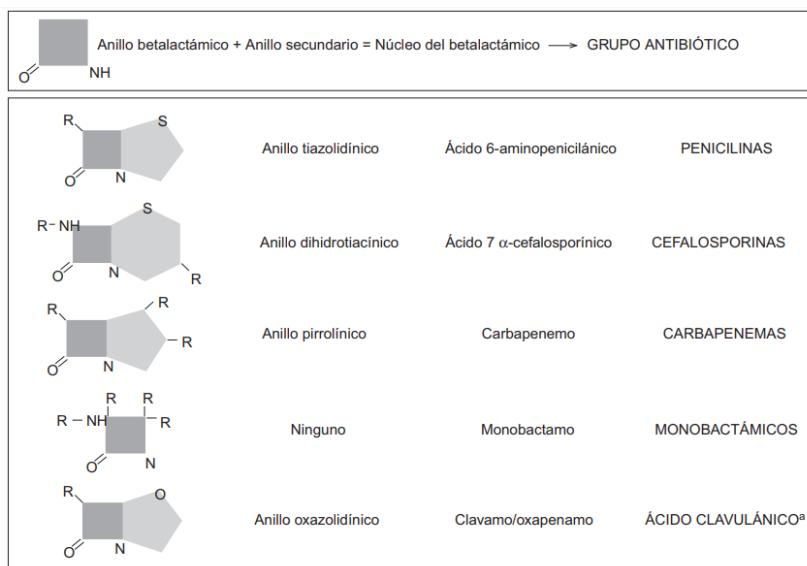 Anillo betalactámico + Anillo secundario = Núcleo del betalactámico → GRUPO ANTIBIÓTICO
O
NH
R
S
O
N
Anillo tiazolidínico Ácido 6-aminopenicilánico PENICILINAS
S
R–NH
O
N
R
Anillo dihidrotiacínico Ácido 7 α-cefalosporínico CEFALOSPORINAS
R
R
R
O
N
Anillo pirrolínico Carbapenemo CARBAPENEMAS
R R
R–NH
R
O
N
Ninguno Monobactamo MONOBACTÁMICOS
R
O
O
N
Anillo oxazolidínico Clavamo/oxapenamo ÁCIDO CLAVULÁNICOª